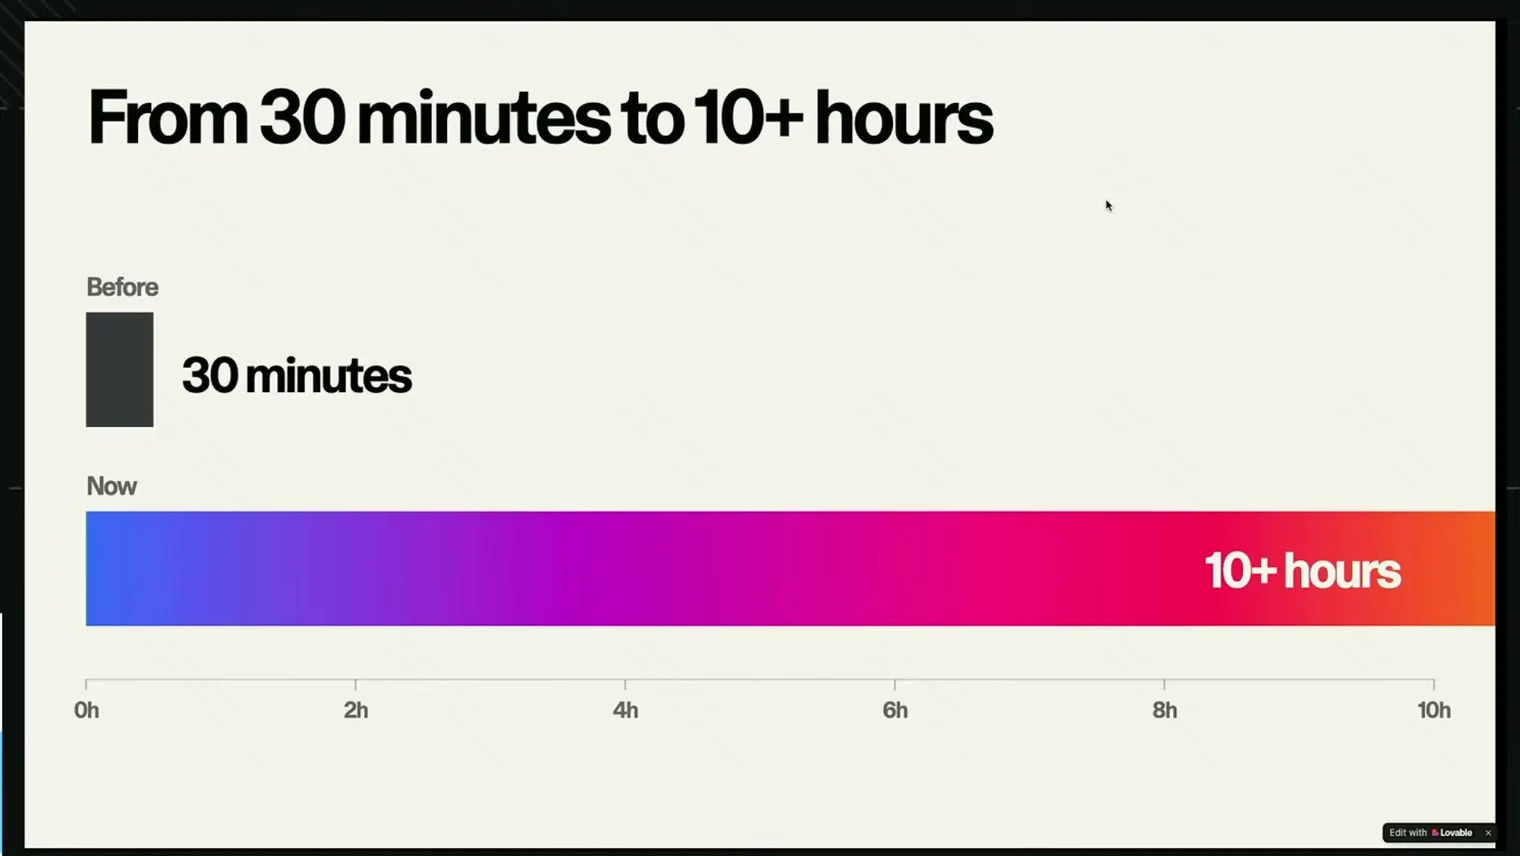 From 30 minutes to 10+ hours
Before
30 minutes
Now
10+ hours
0h
2h
4h
6h
8h
10h
Edit with Lovable ×